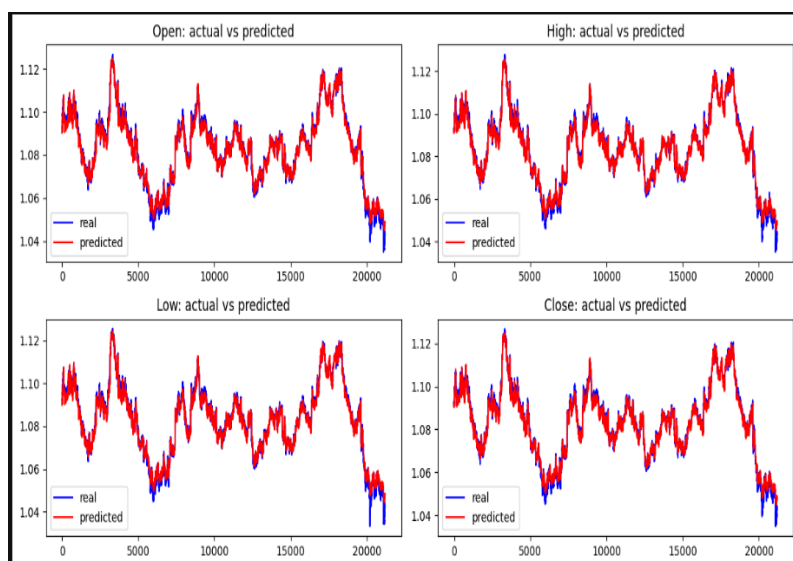 Open: actual vs predicted
1.12
1.10
1.08
1.06
1.04
real
predicted
0 5000 10000 15000 20000
High: actual vs predicted
1.12
1.10
1.08
1.06
1.04
real
predicted
0 5000 10000 15000 20000
Low: actual vs predicted
1.12
1.10
1.08
1.06
1.04
real
predicted
0 5000 10000 15000 20000
Close: actual vs predicted
1.12
1.10
1.08
1.06
1.04
real
predicted
0 5000 10000 15000 20000